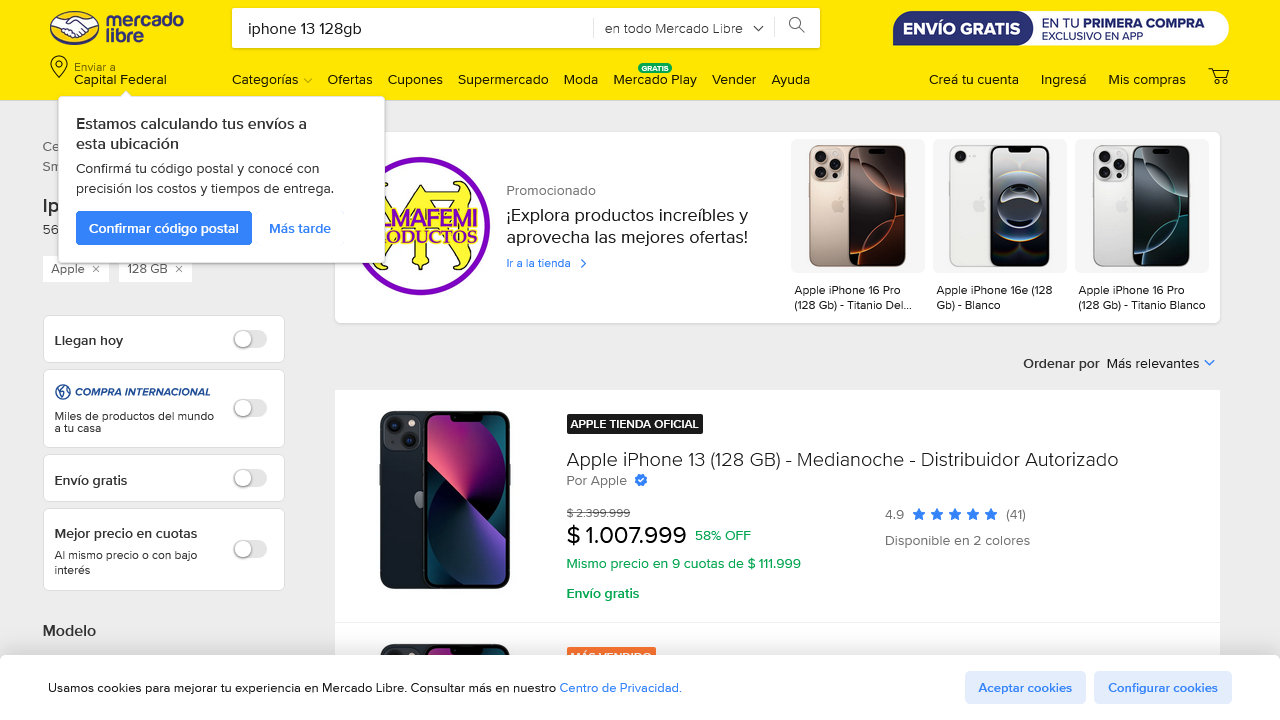 mercado
libre
iphone 13 128gb
en todo Mercado Libre
ENVÍO GRATIS
EN TU PRIMERA COMPRA
EXCLUSIVO EN APP
Enviar a
Capital Federal
Categorías
Ofertas
Cupones
Supermercado
Moda
GRATIS
Mercado Play
Vender
Ayuda
Creá tu cuenta
Ingresá
Mis compras
Estamos calculando tus envíos a
esta ubicación
Confirmá tu código postal y conocé con
precisión los costos y tiempos de entrega.
Confirmar código postal
Más tarde
Ce
Sm
Ip
56
Apple
128 GB
LMAFEMI
RODUCTOS
Promocionado
¡Explora productos increíbles y
aprovecha las mejores ofertas!
Ir a la tienda
Apple iPhone 16 Pro
(128 Gb) - Titanio Del...
Apple iPhone 16e (128
Gb) - Blanco
Apple iPhone 16 Pro
(128 Gb) - Titanio Blanco
Llegan hoy
COMPRA INTERNACIONAL
Miles de productos del mundo
a tu casa
Envío gratis
Mejor precio en cuotas
Al mismo precio o con bajo
interés
Modelo
Ordenar por Más relevantes
APPLE TIENDA OFICIAL
Apple iPhone 13 (128 GB) - Medianoche - Distribuidor Autorizado
Por Apple
$ 2.399.999
$ 1.007.999 58% OFF
Mismo precio en 9 cuotas de $ 111.999
Envío gratis
4.9 (41)
Disponible en 2 colores
MÁS VENDIDO
Usamos cookies para mejorar tu experiencia en Mercado Libre. Consultar más en nuestro Centro de Privacidad.
Aceptar cookies
Configurar cookies